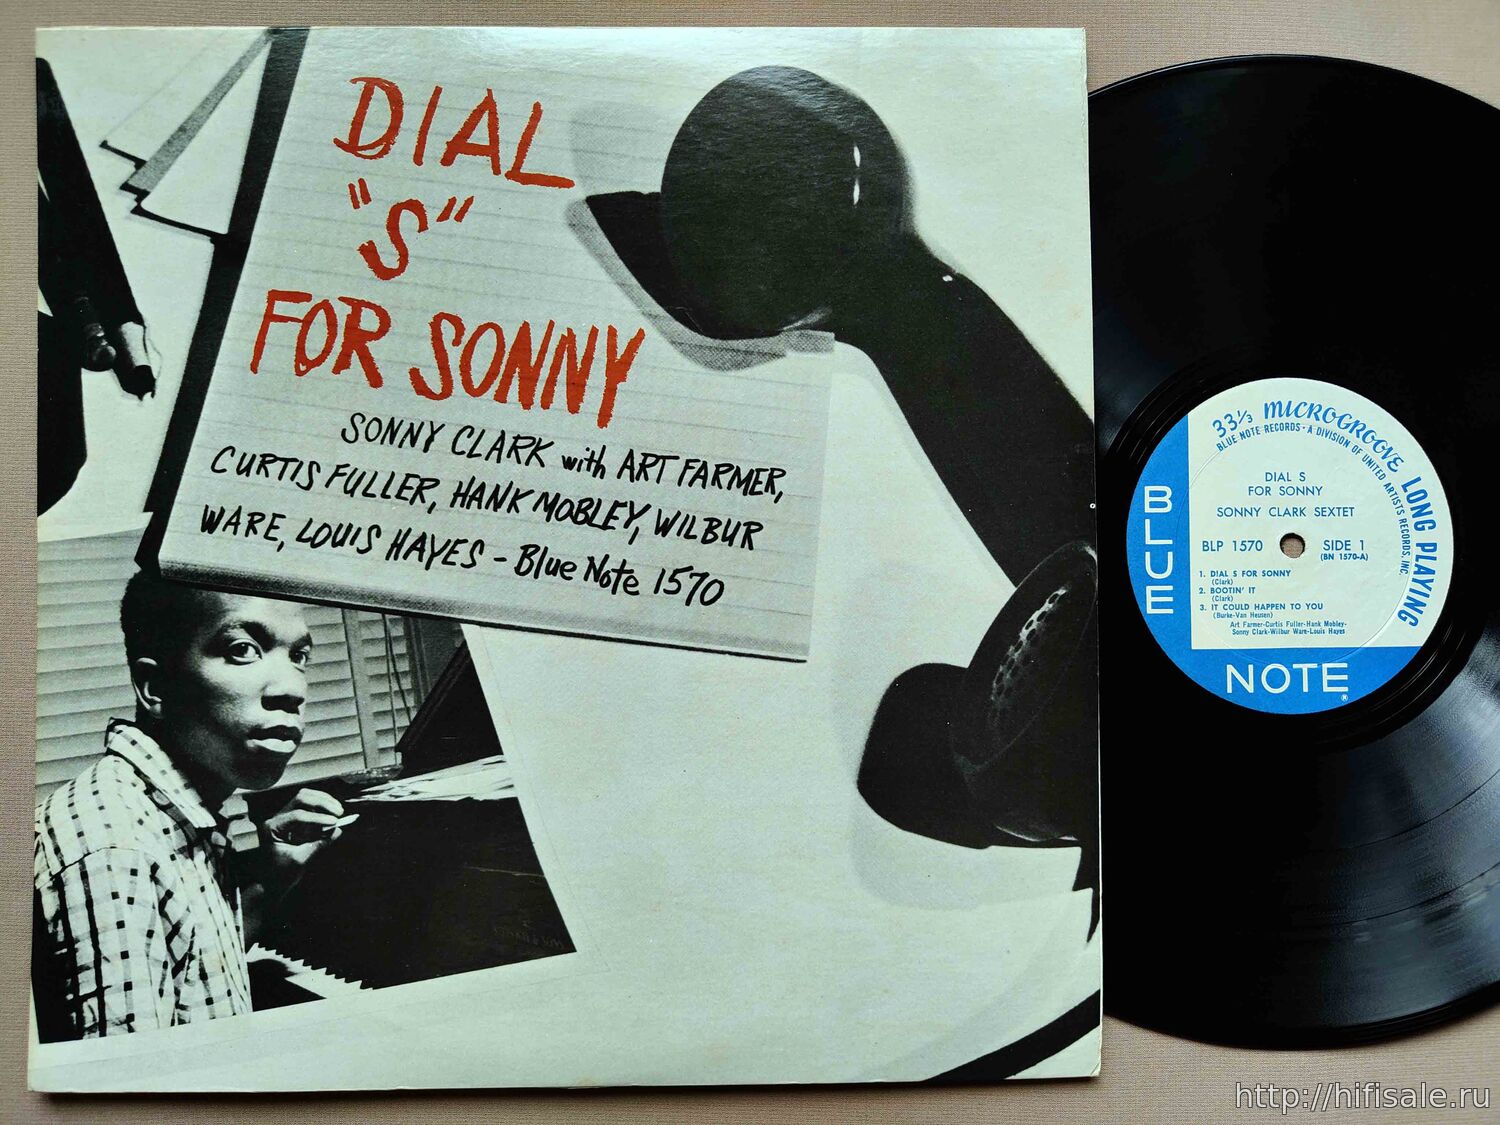 DIAL
"S"
FOR SONNY
SONNY CLARK with ART FARMER,
CURTIS FULLER, HANK MOBLEY, WILBUR
WARE, LOUIS HAYES - Blue Note 1570
33 1/3 MICROGROOVE LONG PLAYING
BLUE NOTE RECORDS • A DIVISION OF UNITED ARTISTS RECORDS, INC.
DIAL S
FOR SONNY
SONNY CLARK SEXTET
BLP 1570 SIDE 1
(BN 1570-A)
1. DIAL S FOR SONNY
(Clark)
2. BOOTIN' IT
(Clark)
3. IT COULD HAPPEN TO YOU
(Burke-Van Heusen)
Art Farmer-Curtis Fuller-Hank Mobley-
Sonny Clark-Wilbur Ware-Louis Hayes
BLUE
NOTE®
http://hifisale.ru